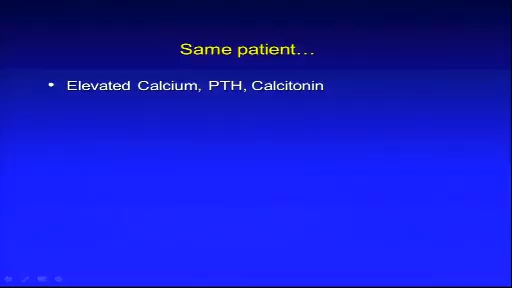 Same patient…
• Elevated Calcium, PTH, Calcitonin